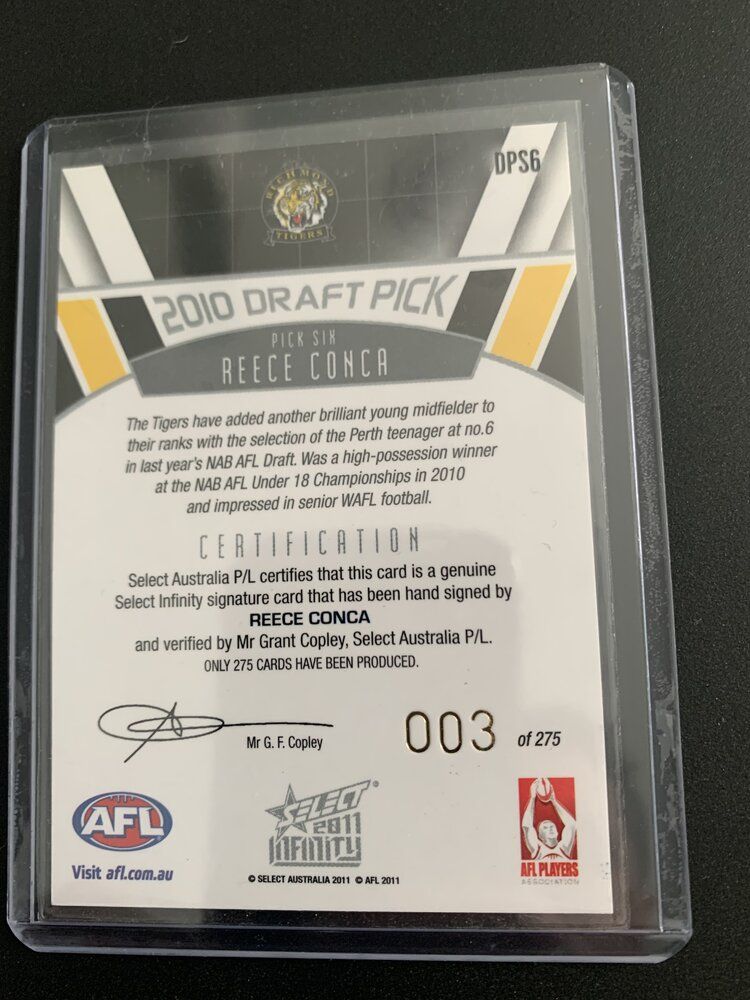 DPS6
RICHMOND
TIGERS
2010 DRAFT PICK
PICK SIX
REECE CONCA
The Tigers have added another brilliant young midfielder to
their ranks with the selection of the Perth teenager at no.6
in last year's NAB AFL Draft. Was a high-possession winner
at the NAB AFL Under 18 Championships in 2010
and impressed in senior WAFL football.
CERTIFICATION
Select Australia P/L certifies that this card is a genuine
Select Infinity signature card that has been hand signed by
REECE CONCA
and verified by Mr Grant Copley, Select Australia P/L.
ONLY 275 CARDS HAVE BEEN PRODUCED.
Mr G. F. Copley
003 of 275
AFL
Visit afl.com.au
SELECT®
2011
INFINITY
© SELECT AUSTRALIA 2011 © AFL 2011
AFL PLAYERS
ASSOCIATION